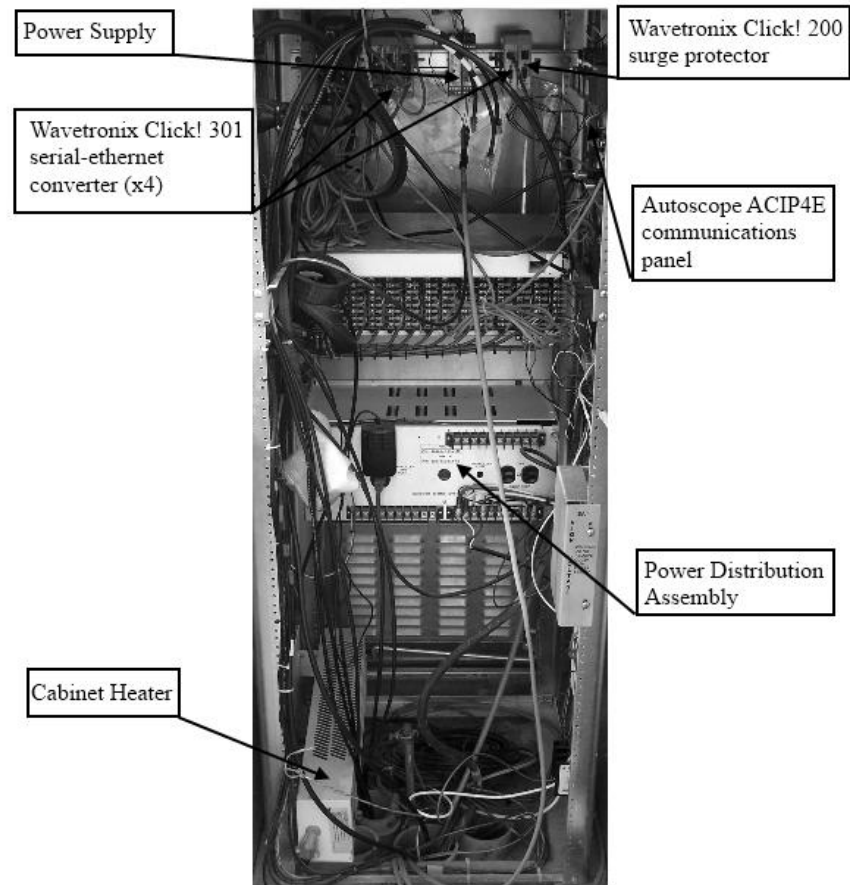 Power Supply
Wavetronix Click! 200
surge protector
Wavetronix Click! 301
serial-ethernet
converter (x4)
Autoscope ACIP4E
communications
panel
Power Distribution
Assembly
Cabinet Heater